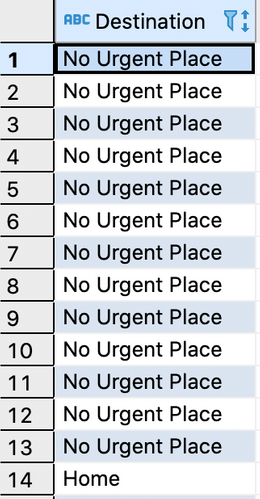 ABC Destination
1 No Urgent Place
2 No Urgent Place
3 No Urgent Place
4 No Urgent Place
5 No Urgent Place
6 No Urgent Place
7 No Urgent Place
8 No Urgent Place
9 No Urgent Place
10 No Urgent Place
11 No Urgent Place
12 No Urgent Place
13 No Urgent Place
14 Home